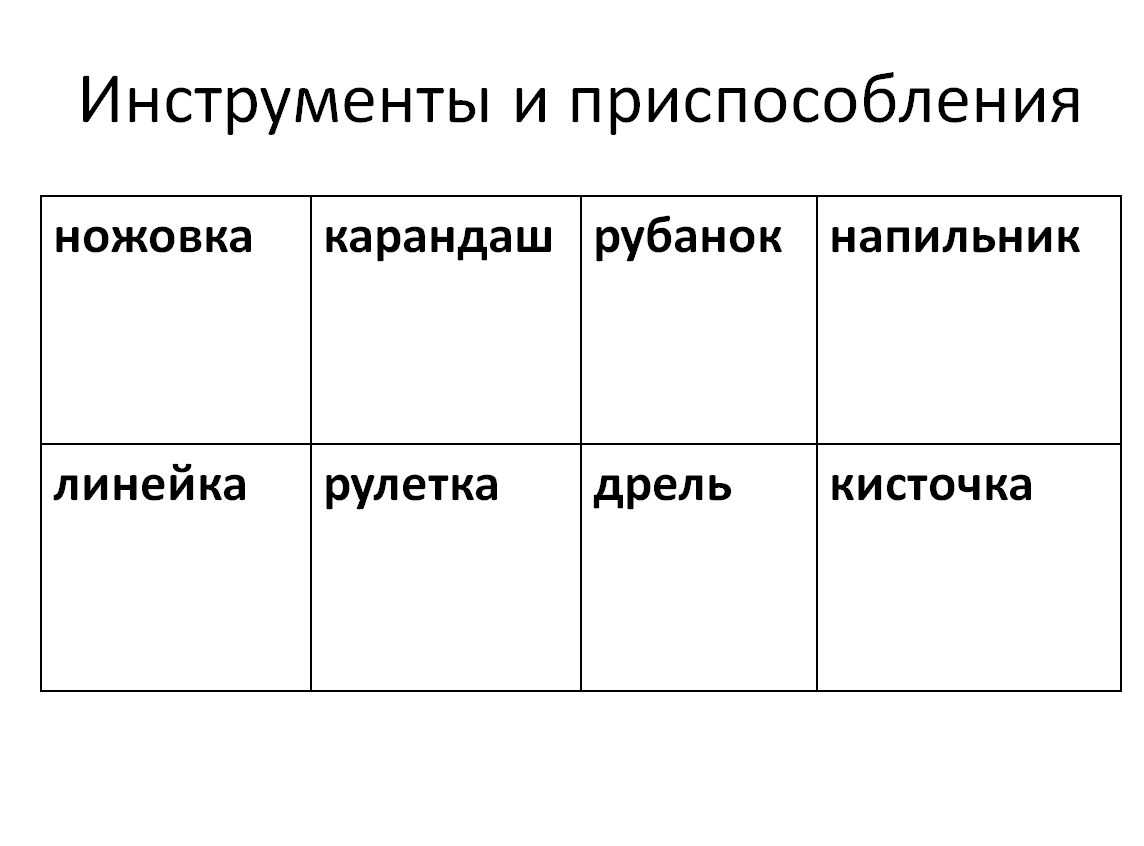 Инструменты и приспособления
ножовка карандаш рубанок напильник
линейка рулетка дрель кисточка